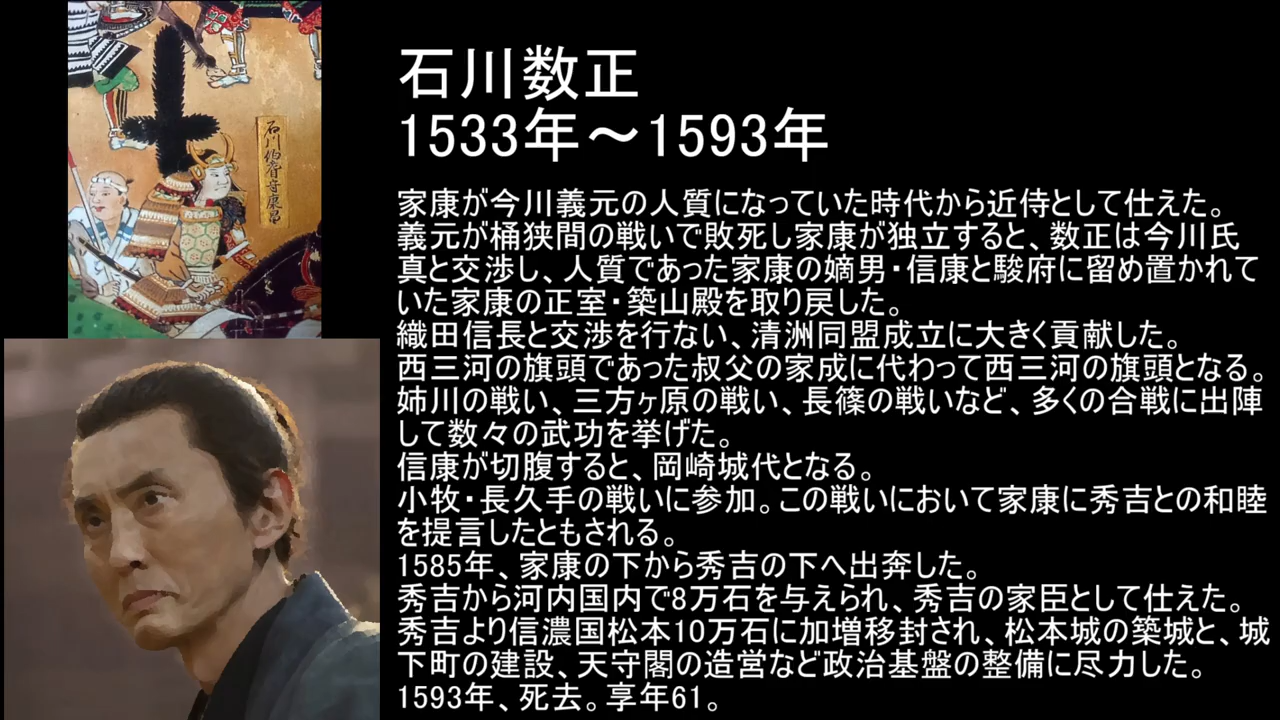 石川数正
1533年～1593年
石川伯耆守康昌
家康が今川義元の人質になっていた時代から近侍として仕えた。
義元が桶狭間の戦いで敗死し家康が独立すると、数正は今川氏
真と交渉し、人質であった家康の嫡男・信康と駿府に留め置かれて
いた家康の正室・築山殿を取り戻した。
織田信長と交渉を行ない、清洲同盟成立に大きく貢献した。
西三河の旗頭であった叔父の家成に代わって西三河の旗頭となる。
姉川の戦い、三方ヶ原の戦い、長篠の戦いなど、多くの合戦に出陣
して数々の武功を挙げた。
信康が切腹すると、岡崎城代となる。
小牧・長久手の戦いに参加。この戦いにおいて家康に秀吉との和睦
を提言したともされる。
1585年、家康の下から秀吉の下へ出奔した。
秀吉から河内国内で8万石を与えられ、秀吉の家臣として仕えた。
秀吉より信濃国松本10万石に加増移封され、松本城の築城と、城
下町の建設、天守閣の造営など政治基盤の整備に尽力した。
1593年、死去。享年61。